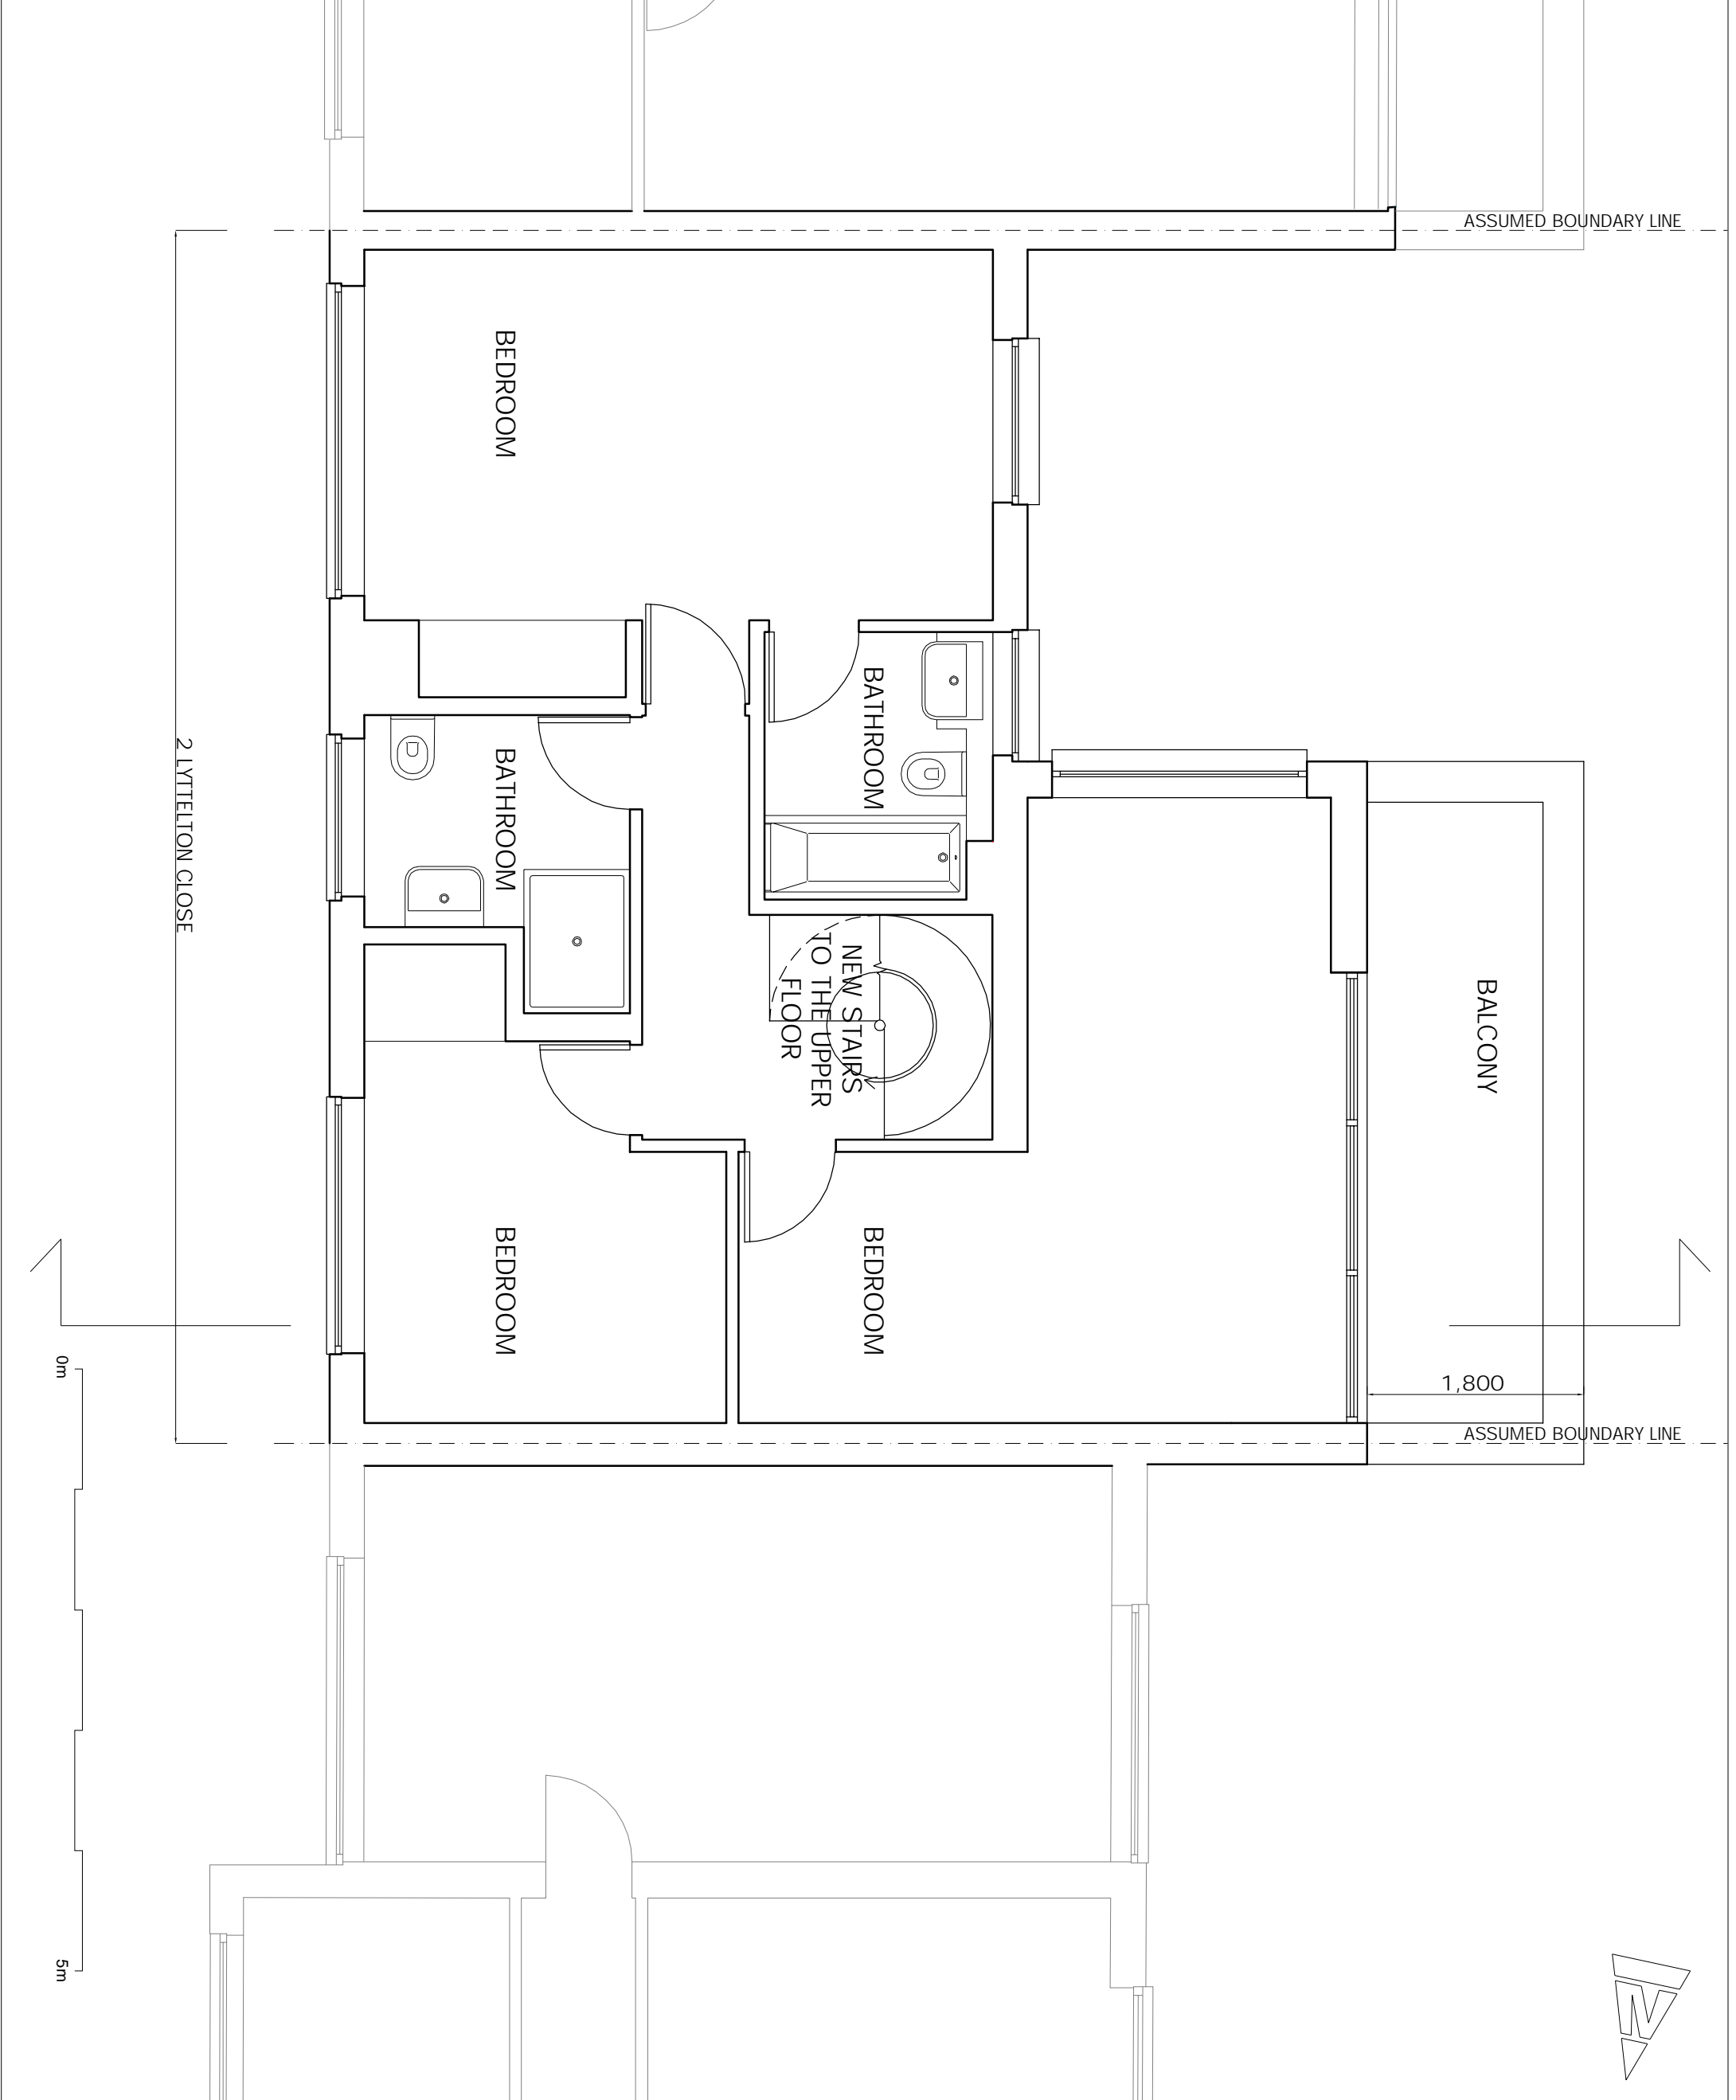 ASSUMED BOUNDARY LINE
BEDROOM
BATHROOM
BATHROOM
2 LYTTELTON CLOSE
NEW STAIRS
TO THE UPPER
FLOOR
BALCONY
BEDROOM
BEDROOM
1,800
ASSUMED BOUNDARY LINE
0m
5m
N